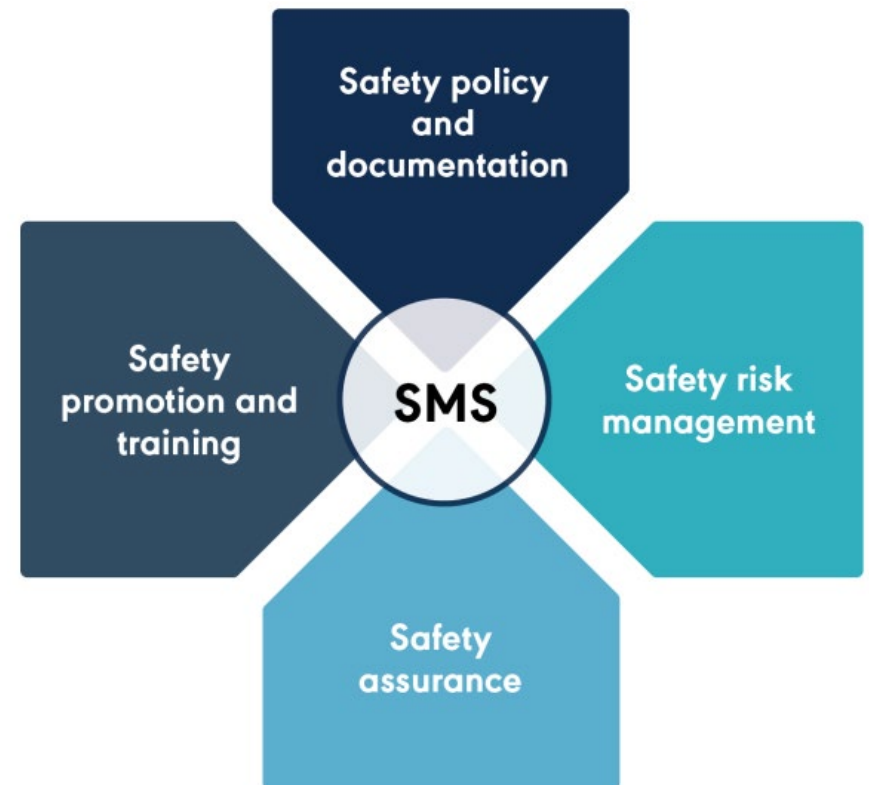 Safety policy
and
documentation
Safety
promotion and
training
SMS
Safety risk
management
Safety
assurance